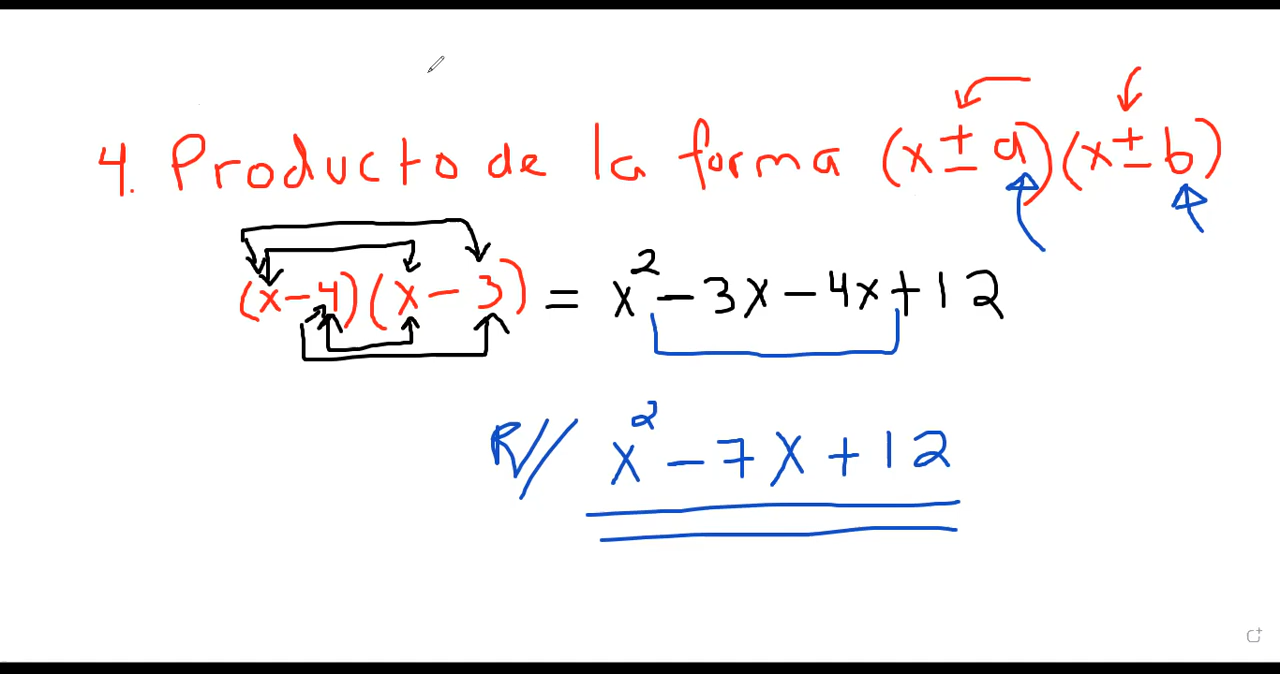 4. Producto de la forma (x ± a)(x ± b)
(x-4)(x-3) = x² - 3x - 4x + 12
R// x² - 7x + 12